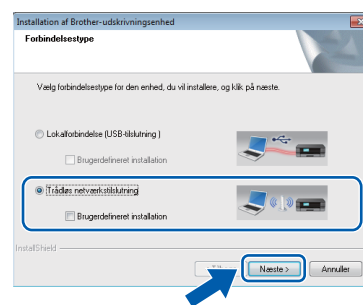 Installation af Brother-udskrivningsenhed
Forbindelsestype
Vælg forbindelsestype for den enhed, du vil installere, og klik på næste.
Lokalforbindelse (USB-tilslutning )
Brugerdefineret installation
Trådløs netværkstilslutning
Brugerdefineret installation
InstallShield
Næste >
Annuller